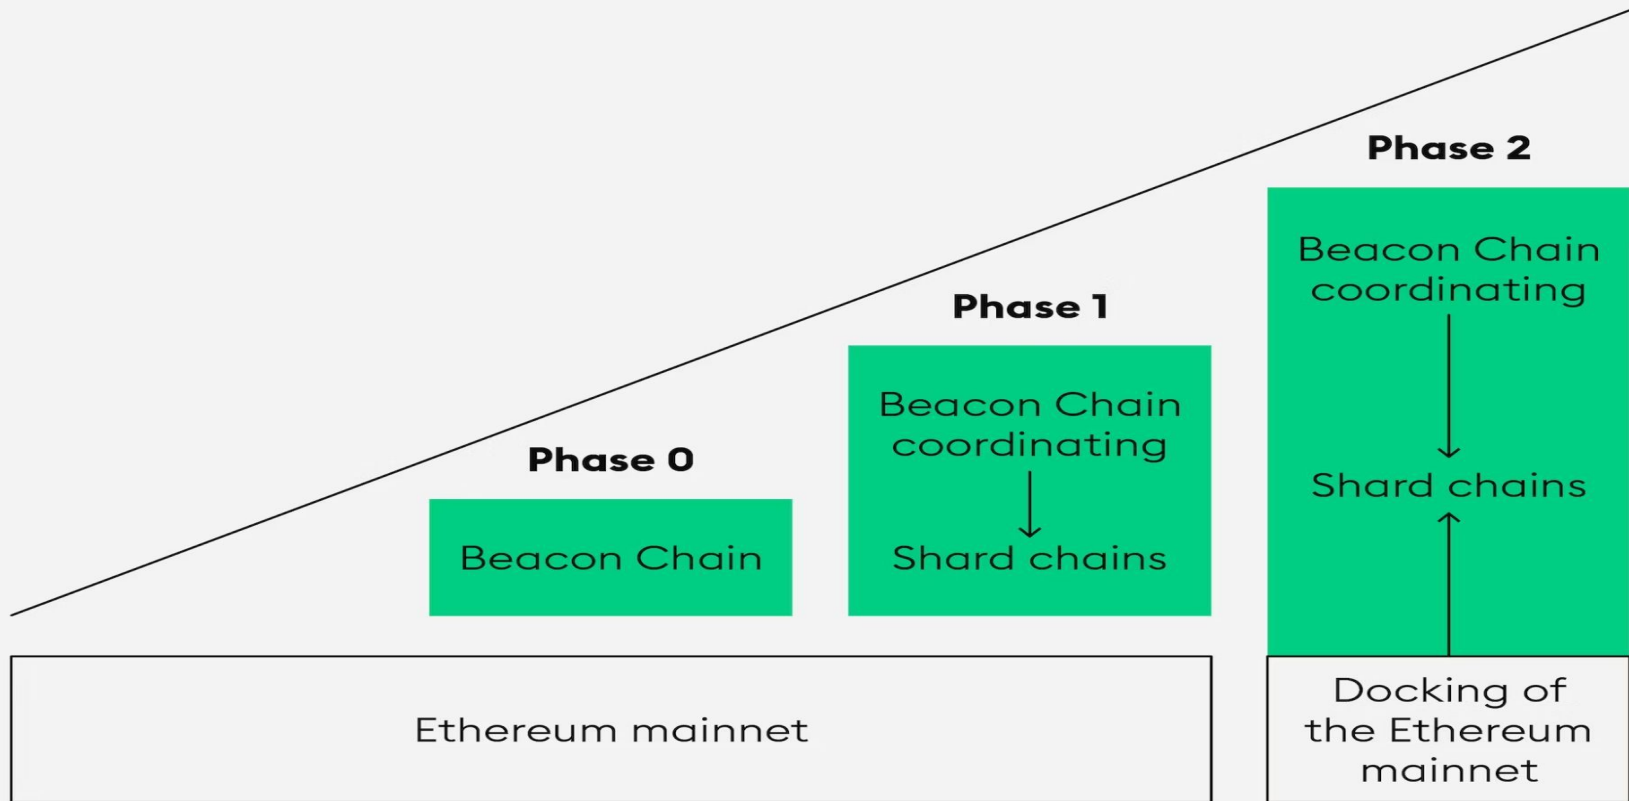 Phase 0
Beacon Chain
Phase 1
Beacon Chain
coordinating
Shard chains
Phase 2
Beacon Chain
coordinating
Shard chains
Ethereum mainnet
Docking of
the Ethereum
mainnet